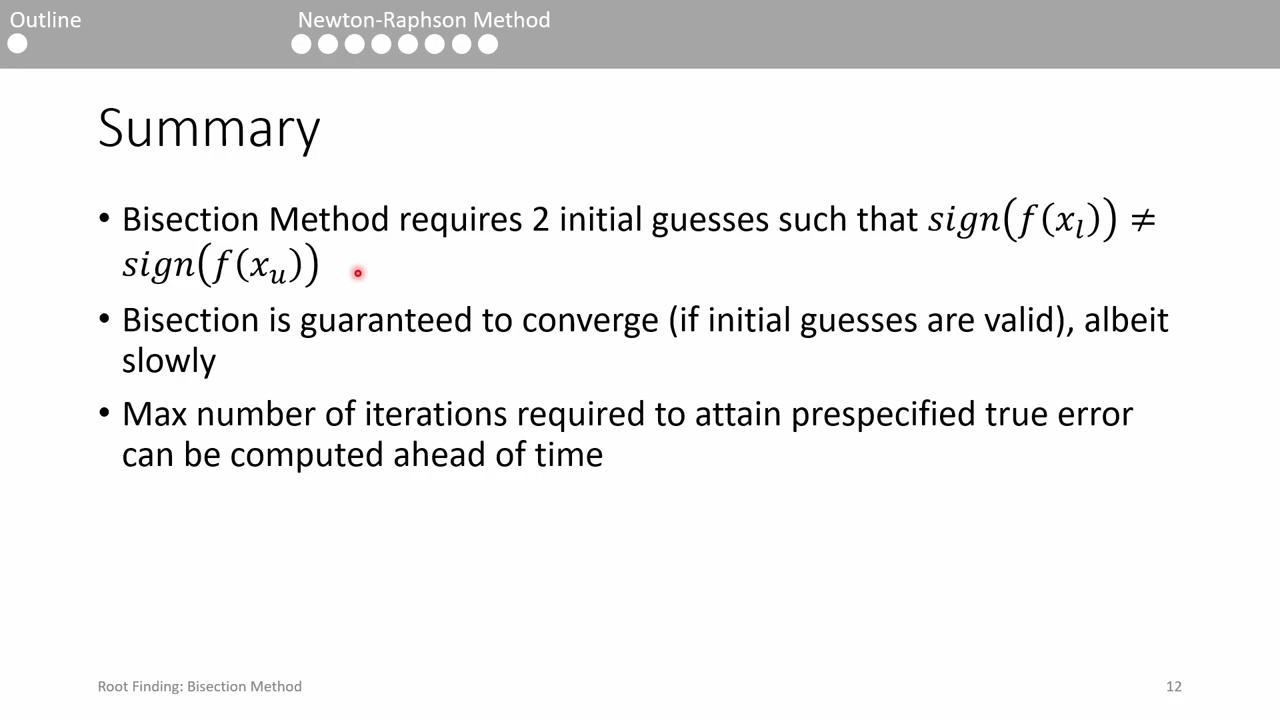 Outline
Newton-Raphson Method
Summary
• Bisection Method requires 2 initial guesses such that 𝑠𝑖𝑔𝑛(𝑓(𝑥ₗ)) ≠
𝑠𝑖𝑔𝑛(𝑓(𝑥ᵤ))
• Bisection is guaranteed to converge (if initial guesses are valid), albeit
slowly
• Max number of iterations required to attain prespecified true error
can be computed ahead of time
Root Finding: Bisection Method
12